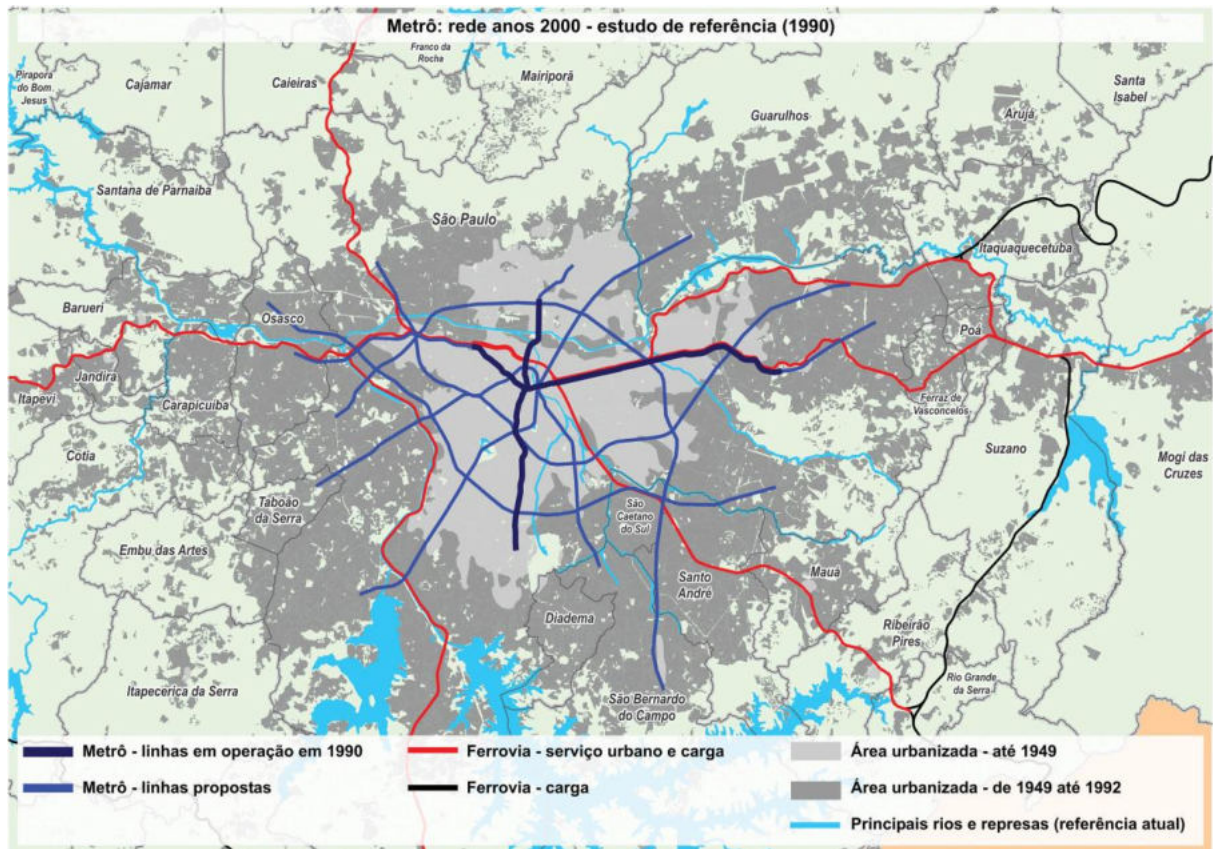 Metrô: rede anos 2000 - estudo de referência (1990)
Franco da
Rocha
Pirapora
do Bom
Jesus
Cajamar
Caieiras
Mairiporã
Santa
Isabel
Guarulhos
Arujá
Santana de Parnaíba
São Paulo
Itaquaquecetuba
Barueri
Osasco
Poá
Jandira
Itapevi
Carapicuíba
Ferraz de
Vasconcelos
Suzano
Cotia
Mogi das
Cruzes
Taboão
da Serra
São
Caetano
do Sul
Embu das Artes
Santo
André
Mauá
Diadema
Ribeirão
Pires
Itapecerica da Serra
Rio Grande
da Serra
São Bernardo
do Campo
Metrô - linhas em operação em 1990
Ferrovia - serviço urbano e carga
Área urbanizada - até 1949
Metrô - linhas propostas
Ferrovia - carga
Área urbanizada - de 1949 até 1992
Principais rios e represas (referência atual)